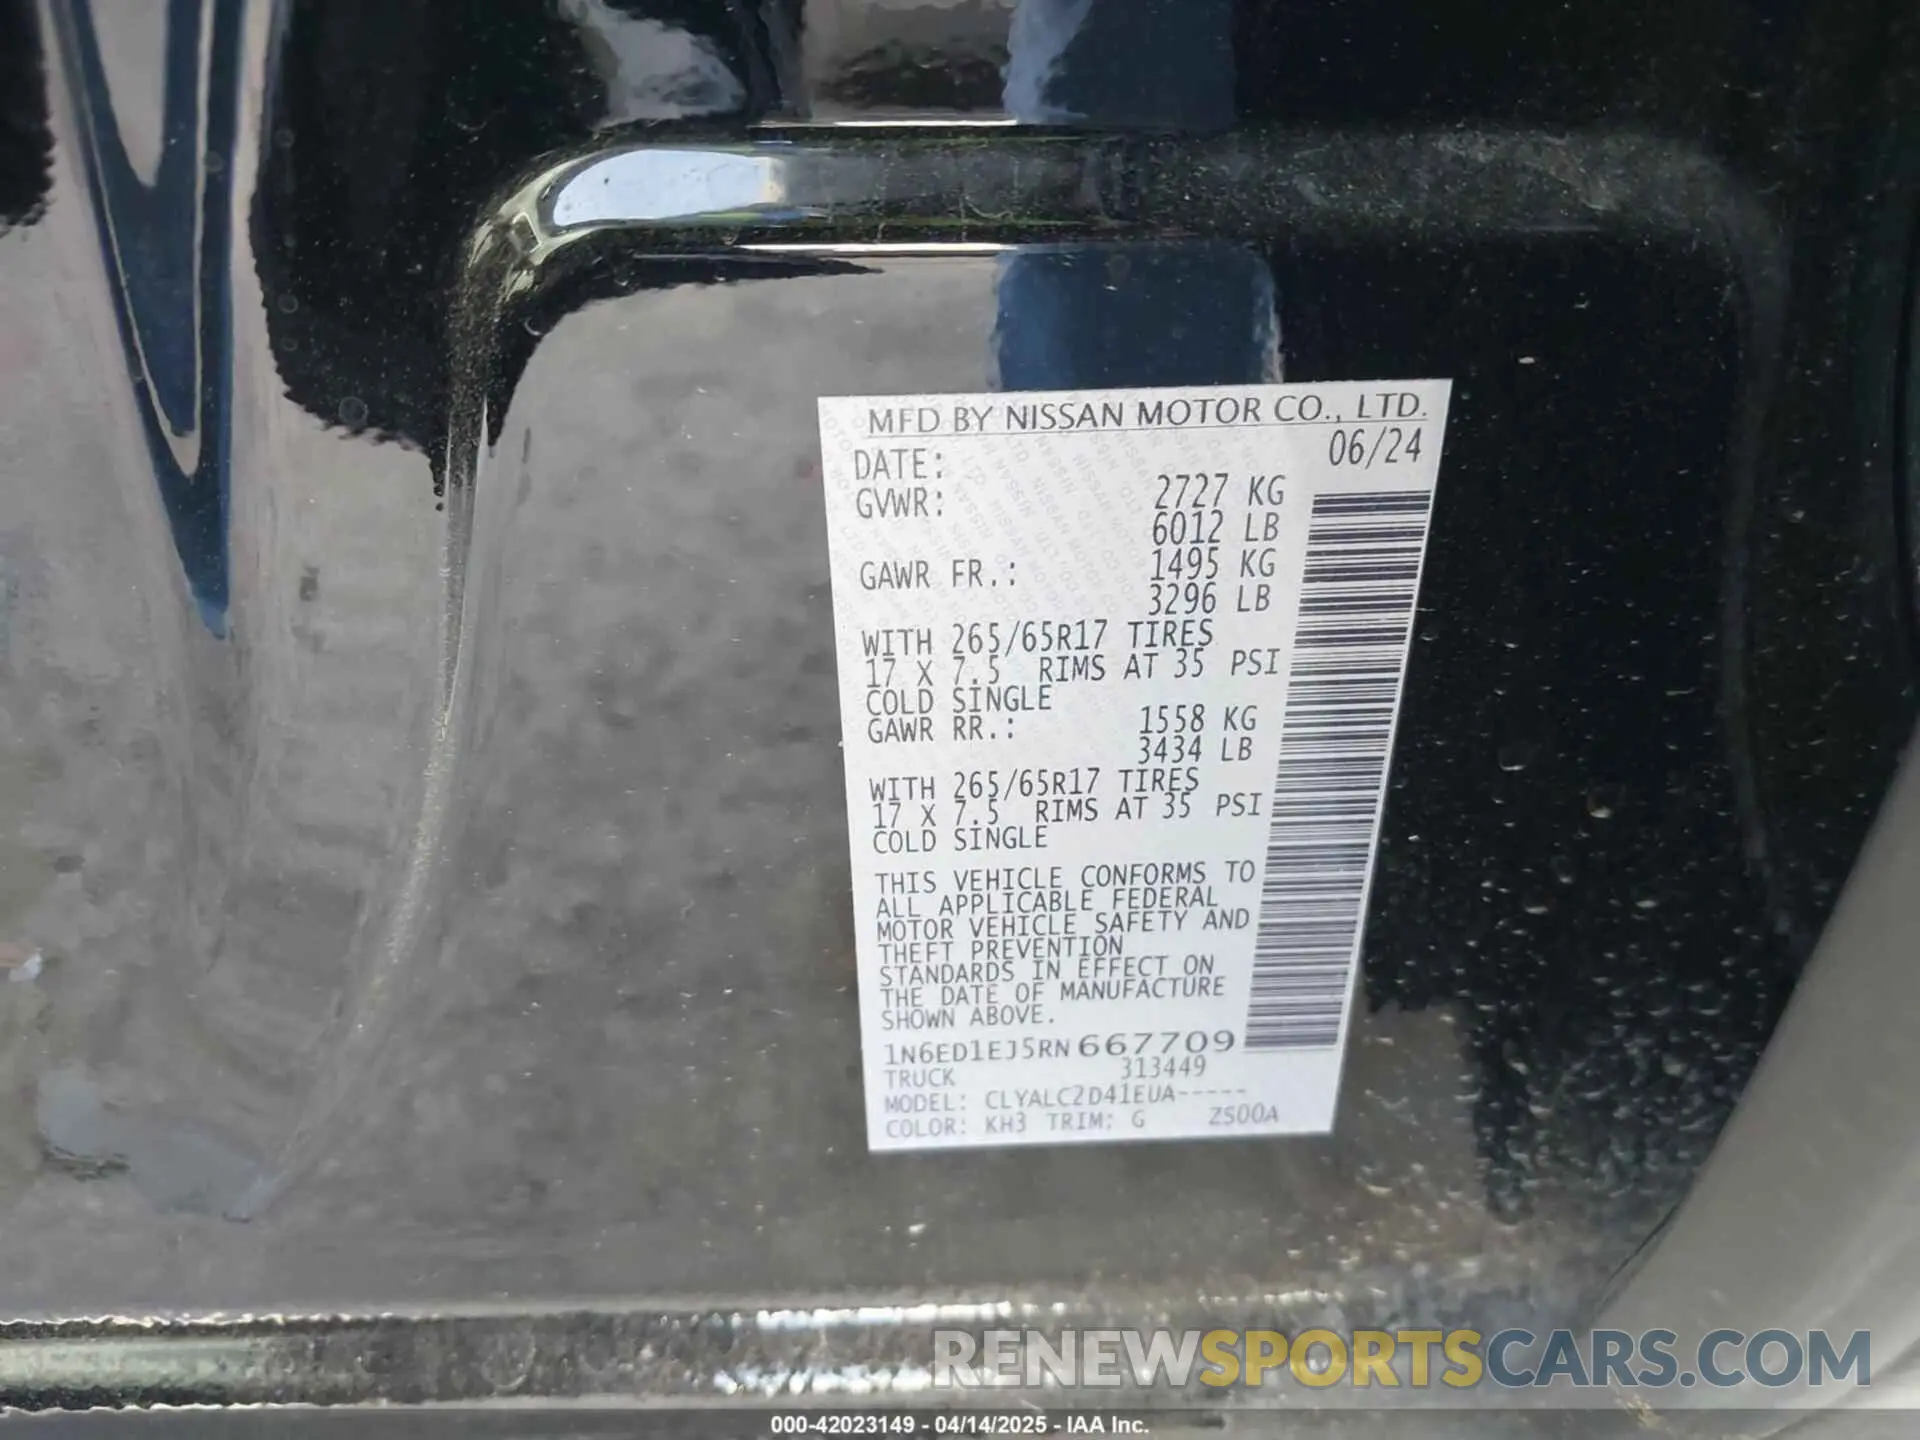 MFD BY NISSAN MOTOR CO., LTD.
DATE: 06/24
GVWR: 2727 KG
6012 LB
GAWR FR.: 1495 KG
3296 LB
WITH 265/65R17 TIRES
17 X 7.5 RIMS AT 35 PSI
COLD SINGLE
GAWR RR.: 1558 KG
3434 LB
WITH 265/65R17 TIRES
17 X 7.5 RIMS AT 35 PSI
COLD SINGLE
THIS VEHICLE CONFORMS TO
ALL APPLICABLE FEDERAL
MOTOR VEHICLE SAFETY AND
THEFT PREVENTION
STANDARDS IN EFFECT ON
THE DATE OF MANUFACTURE
SHOWN ABOVE.
1N6ED1EJ5RN667709
TRUCK 313449
MODEL: CLYALC2D41EUA-----
COLOR: KH3 TRIM: G ZS00A
RENEWSPORTSCARS.COM
000-42023149 - 04/14/2025 - IAA Inc.